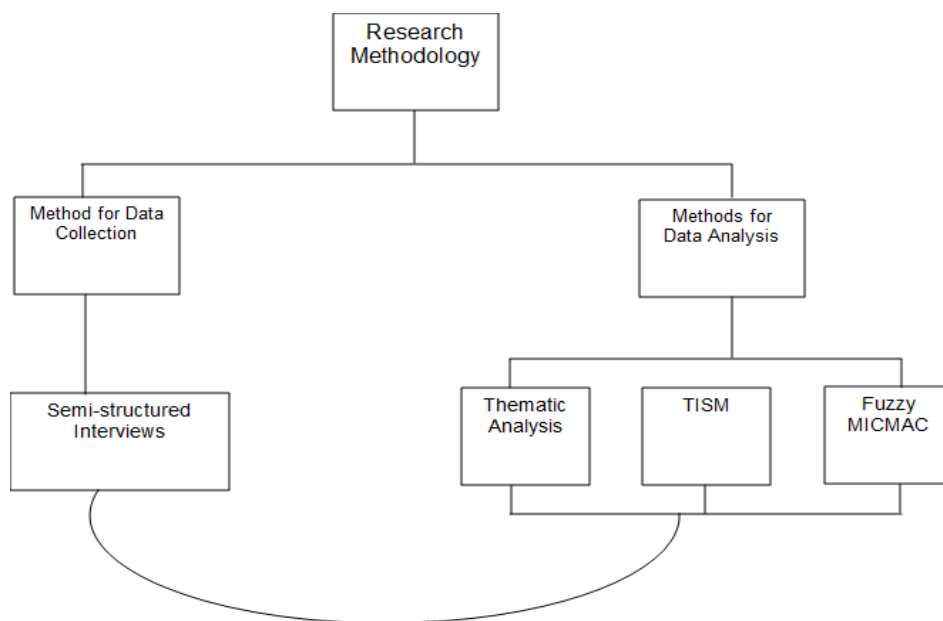 Research
Methodology
Method for Data
Collection
Methods for
Data Analysis
Semi-structured
Interviews
Thematic
Analysis
TISM
Fuzzy
MICMAC